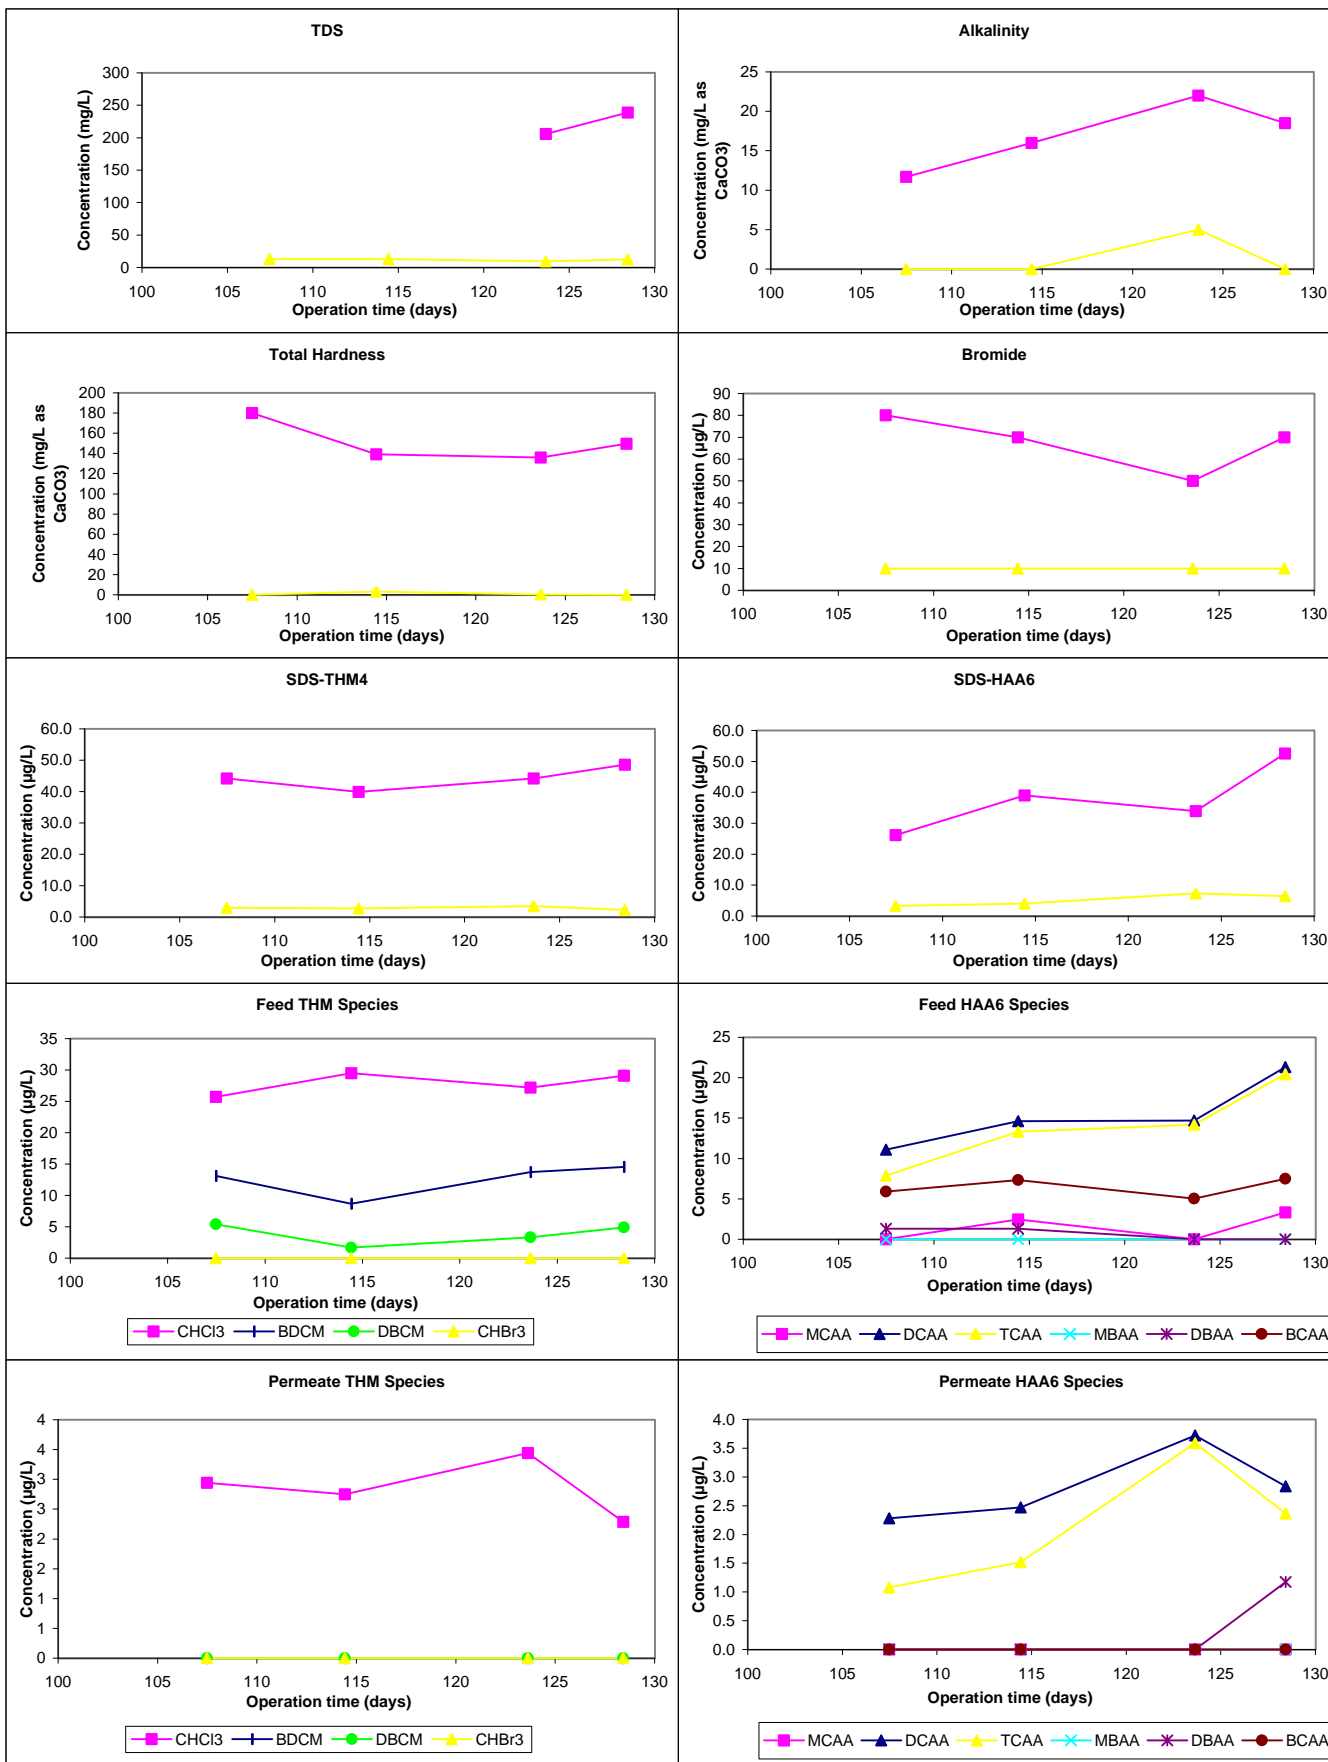 TDS
Concentration (mg/L)
300
250
200
150
100
50
0
100 105 110 115 120 125 130
Operation time (days)
Alkalinity
Concentration (mg/L as
CaCO3)
25
20
15
10
5
0
100 105 110 115 120 125 130
Operation time (days)
Total Hardness
Concentration (mg/L as
CaCO3)
200
180
160
140
120
100
80
60
40
20
0
100 105 110 115 120 125 130
Operation time (days)
Bromide
Concentration (µg/L)
90
80
70
60
50
40
30
20
10
0
100 105 110 115 120 125 130
Operation time (days)
SDS-THM4
Concentration (µg/L)
60.0
50.0
40.0
30.0
20.0
10.0
0.0
100 105 110 115 120 125 130
Operation time (days)
SDS-HAA6
Concentration (µg/L)
60.0
50.0
40.0
30.0
20.0
10.0
0.0
100 105 110 115 120 125 130
Operation time (days)
Feed THM Species
Concentration (µg/L)
35
30
25
20
15
10
5
0
100 105 110 115 120 125 130
Operation time (days)
CHCl3 BDCM DBCM CHBr3
Feed HAA6 Species
Concentration (µg/L)
25
20
15
10
5
0
100 105 110 115 120 125 130
Operation time (days)
MCAA DCAA TCAA MBAA DBAA BCAA
Permeate THM Species
Concentration (µg/L)
4
4
3
3
2
2
1
1
0
100 105 110 115 120 125 130
Operation time (days)
CHCl3 BDCM DBCM CHBr3
Permeate HAA6 Species
Concentration (µg/L)
4.0
3.5
3.0
2.5
2.0
1.5
1.0
0.5
0.0
100 105 110 115 120 125 130
Operation time (days)
MCAA DCAA TCAA MBAA DBAA BCAA